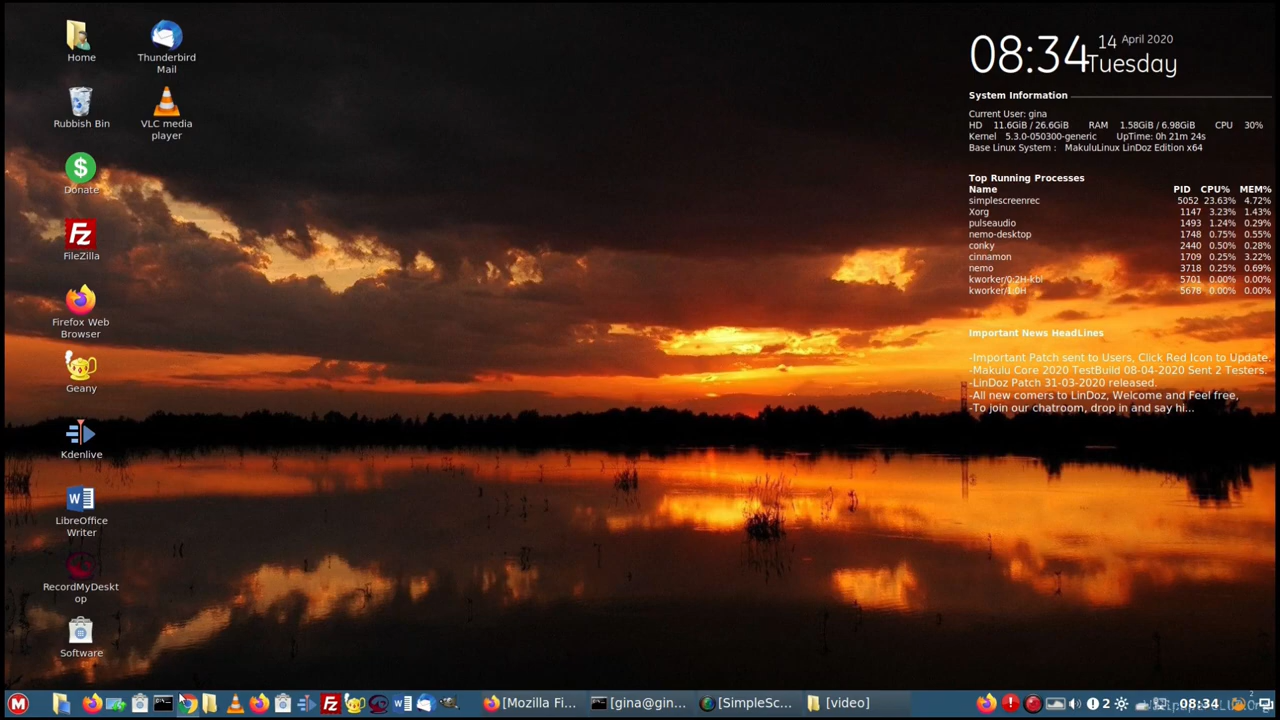 Home
Thunderbird
Mail
Rubbish Bin
VLC media
player
Donate
FileZilla
Firefox Web
Browser
Geany
Kdenlive
LibreOffice
Writer
RecordMyDeskt
op
Software
08:34 14 April 2020
Tuesday
System Information
Current User: gina
HD 11.6GiB / 26.6GiB RAM 1.58GiB / 6.98GiB CPU 30%
Kernel 5.3.0-050300-generic UpTime: 0h 21m 24s
Base Linux System : MakuluLinux LinDoz Edition x64
Top Running Processes
Name PID CPU% MEM%
simplescreenrec 5052 23.63% 4.72%
Xorg 1147 3.23% 1.43%
pulseaudio 1493 1.24% 0.29%
nemo-desktop 1748 0.75% 0.55%
conky 2440 0.50% 0.28%
cinnamon 1709 0.25% 3.22%
nemo 3718 0.25% 0.69%
kworker/0:2H-kbl 5701 0.00% 0.00%
kworker/1:0H 5678 0.00% 0.00%
Important News HeadLines
-Important Patch sent to Users, Click Red Icon to Update.
-Makulu Core 2020 TestBuild 08-04-2020 Sent 2 Testers.
-LinDoz Patch 31-03-2020 released.
-All new comers to LinDoz, Welcome and Feel free,
-To join our chatroom, drop in and say hi...
[Mozilla Fi... [gina@gin... [SimpleSc... [video] 2 08:34